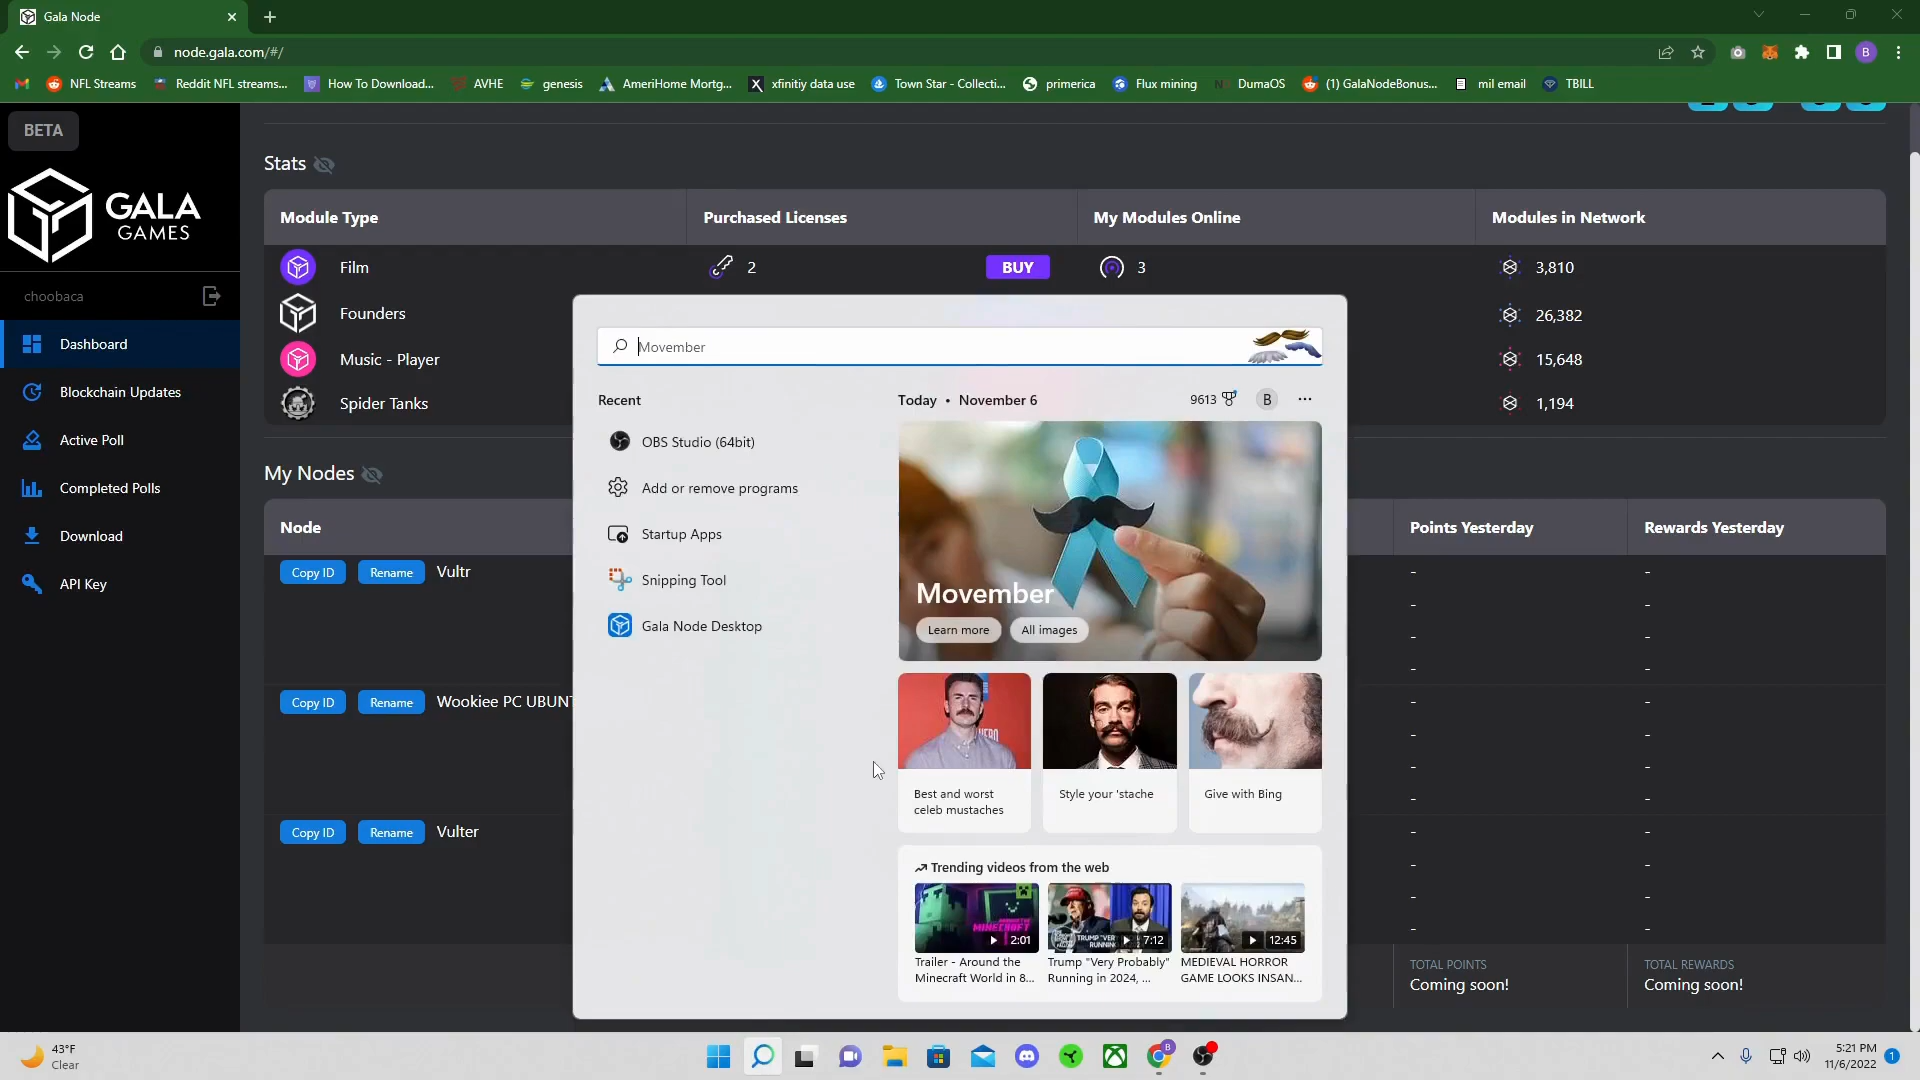 Gala Node
node.gala.com/#/
NFL Streams
Reddit NFL streams...
How To Download...
AVHE
genesis
AmeriHome Mortg...
xfinitiy data use
Town Star - Collecti...
primerica
Flux mining
DumaOS
(1) GalaNodeBonus...
mil email
TBILL
BETA
GALA
GAMES
choobaca
Dashboard
Blockchain Updates
Active Poll
Completed Polls
Download
API Key
Stats
Module Type
Purchased Licenses
My Modules Online
Modules in Network
Film
2
BUY
3
3,810
Founders
26,382
Music - Player
15,648
Spider Tanks
1,194
My Nodes
Node
Points Yesterday
Rewards Yesterday
Copy ID
Rename
Vultr
- -
- -
- -
- -
Copy ID
Rename
Wookiee PC UBUNT
- -
- -
- -
- -
Copy ID
Rename
Vulter
- -
- -
- -
- -
TOTAL POINTS
Coming soon!
TOTAL REWARDS
Coming soon!
Movember
Recent
OBS Studio (64bit)
Add or remove programs
Startup Apps
Snipping Tool
Gala Node Desktop
Today • November 6
9613
B
Movember
Learn more
All images
Best and worst
celeb mustaches
Style your 'stache
Give with Bing
Trending videos from the web
2:01
Trailer - Around the
Minecraft World in 8...
7:12
Trump "Very Probably"
Running in 2024, ...
12:45
MEDIEVAL HORROR
GAME LOOKS INSAN...
43°F
Clear
5:21 PM
11/6/2022
1